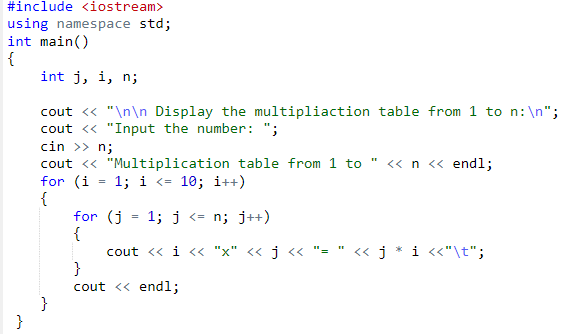 #include <iostream>
using namespace std;
int main()
{
    int j, i, n;

    cout << "\n\n Display the multipliaction table from 1 to n:\n";
    cout << "Input the number: ";
    cin >> n;
    cout << "Multiplication table from 1 to " << n << endl;
    for (i = 1; i <= 10; i++)
    {
        for (j = 1; j <= n; j++)
        {
            cout << i << "x" << j << "= " << j * i <<"\t";
        }
        cout << endl;
    }
 }